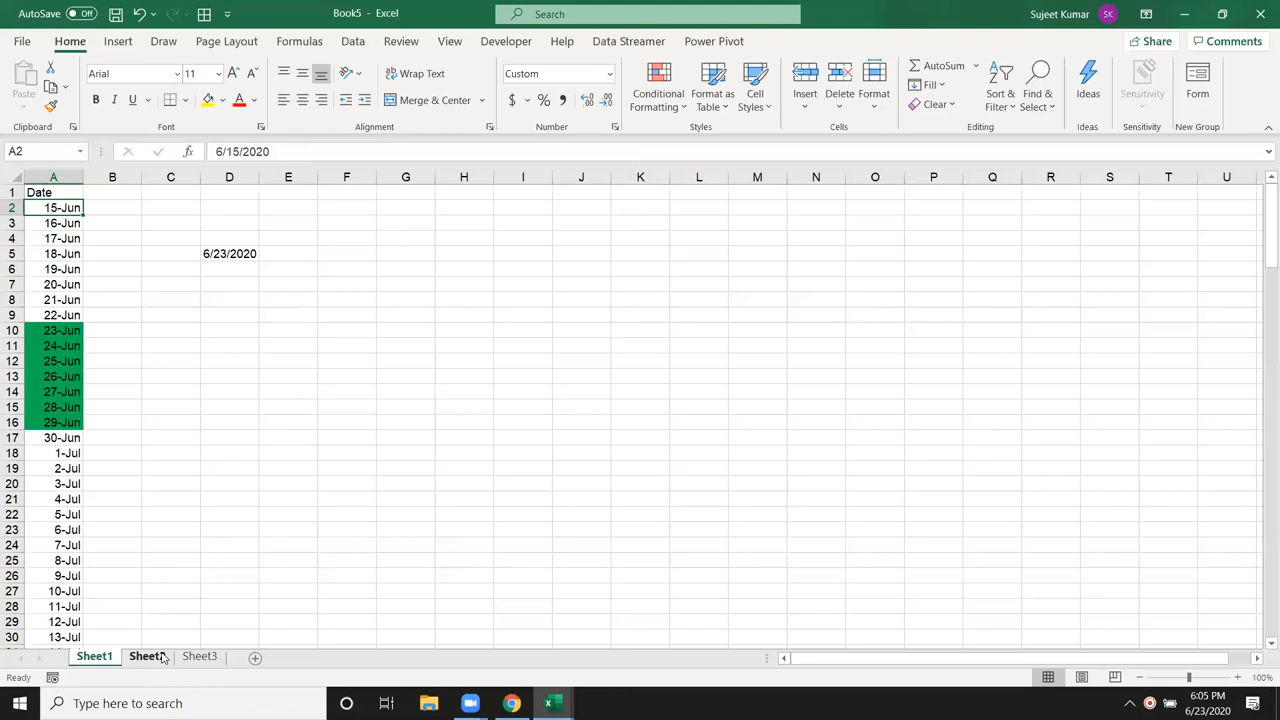 AutoSave Off Book5 - Excel Search Sujeet Kumar SK
File Home Insert Draw Page Layout Formulas Data Review View Developer Help Data Streamer Power Pivot Share Comments
Paste Arial 11 Wrap Text Custom Conditional Formatting Format as Table Cell Styles Insert Delete Format AutoSum Sort & Filter Find & Select Ideas Sensitivity Form
B I U Merge & Center $ % Fill
Clear
Clipboard Font Alignment Number Styles Cells Editing Ideas Sensitivity New Group
A2 fx 6/15/2020
A B C D E F G H I J K L M N O P Q R S T U
1 Date
2 15-Jun
3 16-Jun
4 17-Jun
5 18-Jun 6/23/2020
6 19-Jun
7 20-Jun
8 21-Jun
9 22-Jun
10 23-Jun
11 24-Jun
12 25-Jun
13 26-Jun
14 27-Jun
15 28-Jun
16 29-Jun
17 30-Jun
18 1-Jul
19 2-Jul
20 3-Jul
21 4-Jul
22 5-Jul
23 6-Jul
24 7-Jul
25 8-Jul
26 9-Jul
27 10-Jul
28 11-Jul
29 12-Jul
30 13-Jul
Sheet1 Sheet Sheet3
Ready 100%
Type here to search 6:05 PM
6/23/2020